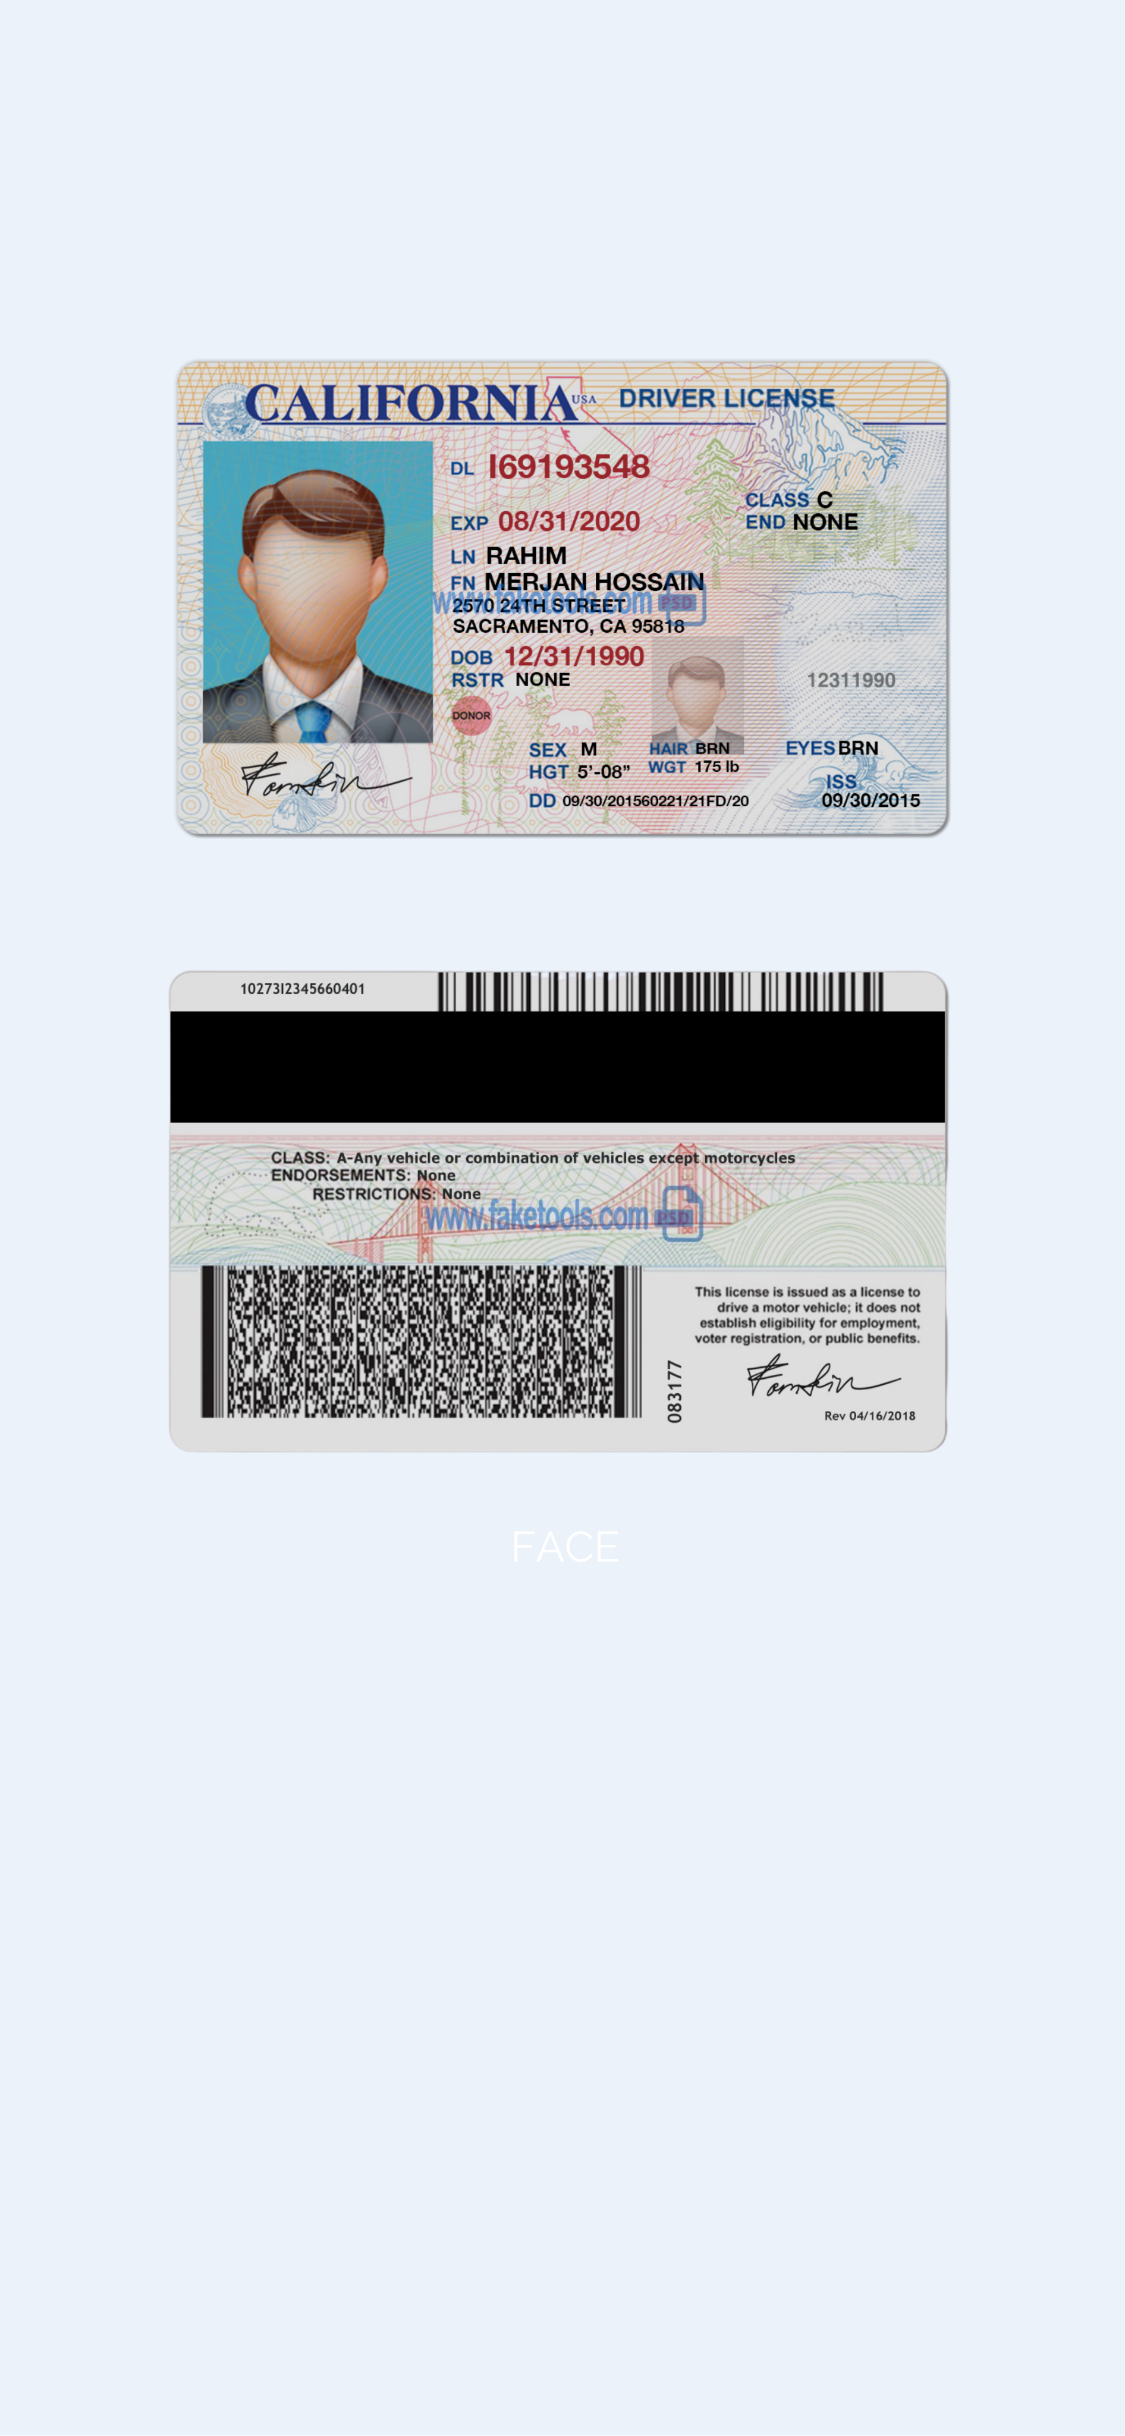 CALIFORNIA USA DRIVER LICENSE
DL I69193548
CLASS C
EXP 08/31/2020
END NONE
LN RAHIM
FN MERJAN HOSSAIN
www.faketools.com PSD
2570 24TH STREET
SACRAMENTO, CA 95818
DOB 12/31/1990
RSTR NONE
12311990
DONOR
SEX M HAIR BRN EYES BRN
HGT 5'-08" WGT 175 lb
ISS
DD 09/30/201560221/21FD/20 09/30/2015
10273I2345660401
CLASS: A-Any vehicle or combination of vehicles except motorcycles
ENDORSEMENTS: None
RESTRICTIONS: None
www.faketools.com PSD
This license is issued as a license to
drive a motor vehicle; it does not
establish eligibility for employment,
voter registration, or public benefits.
083177
Rev 04/16/2018
FACE